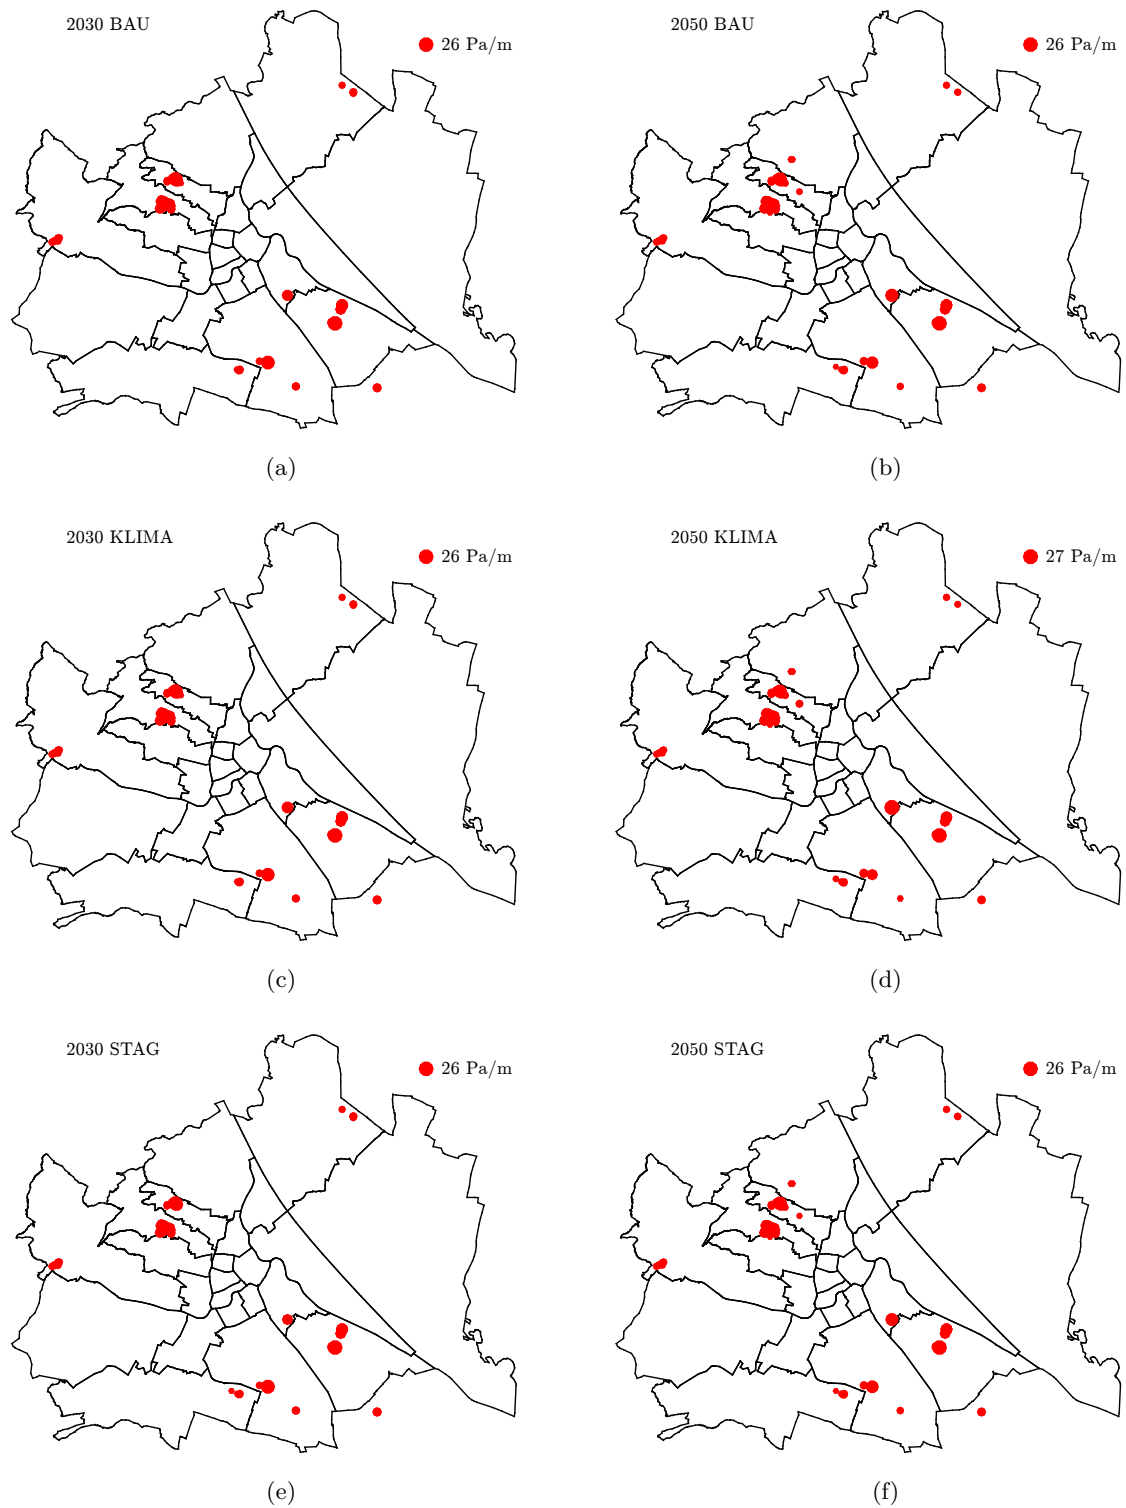 2030 BAU
26 Pa/m
2050 BAU
26 Pa/m
(a)
(b)
2030 KLIMA
26 Pa/m
2050 KLIMA
27 Pa/m
(c)
(d)
2030 STAG
26 Pa/m
2050 STAG
26 Pa/m
(e)
(f)